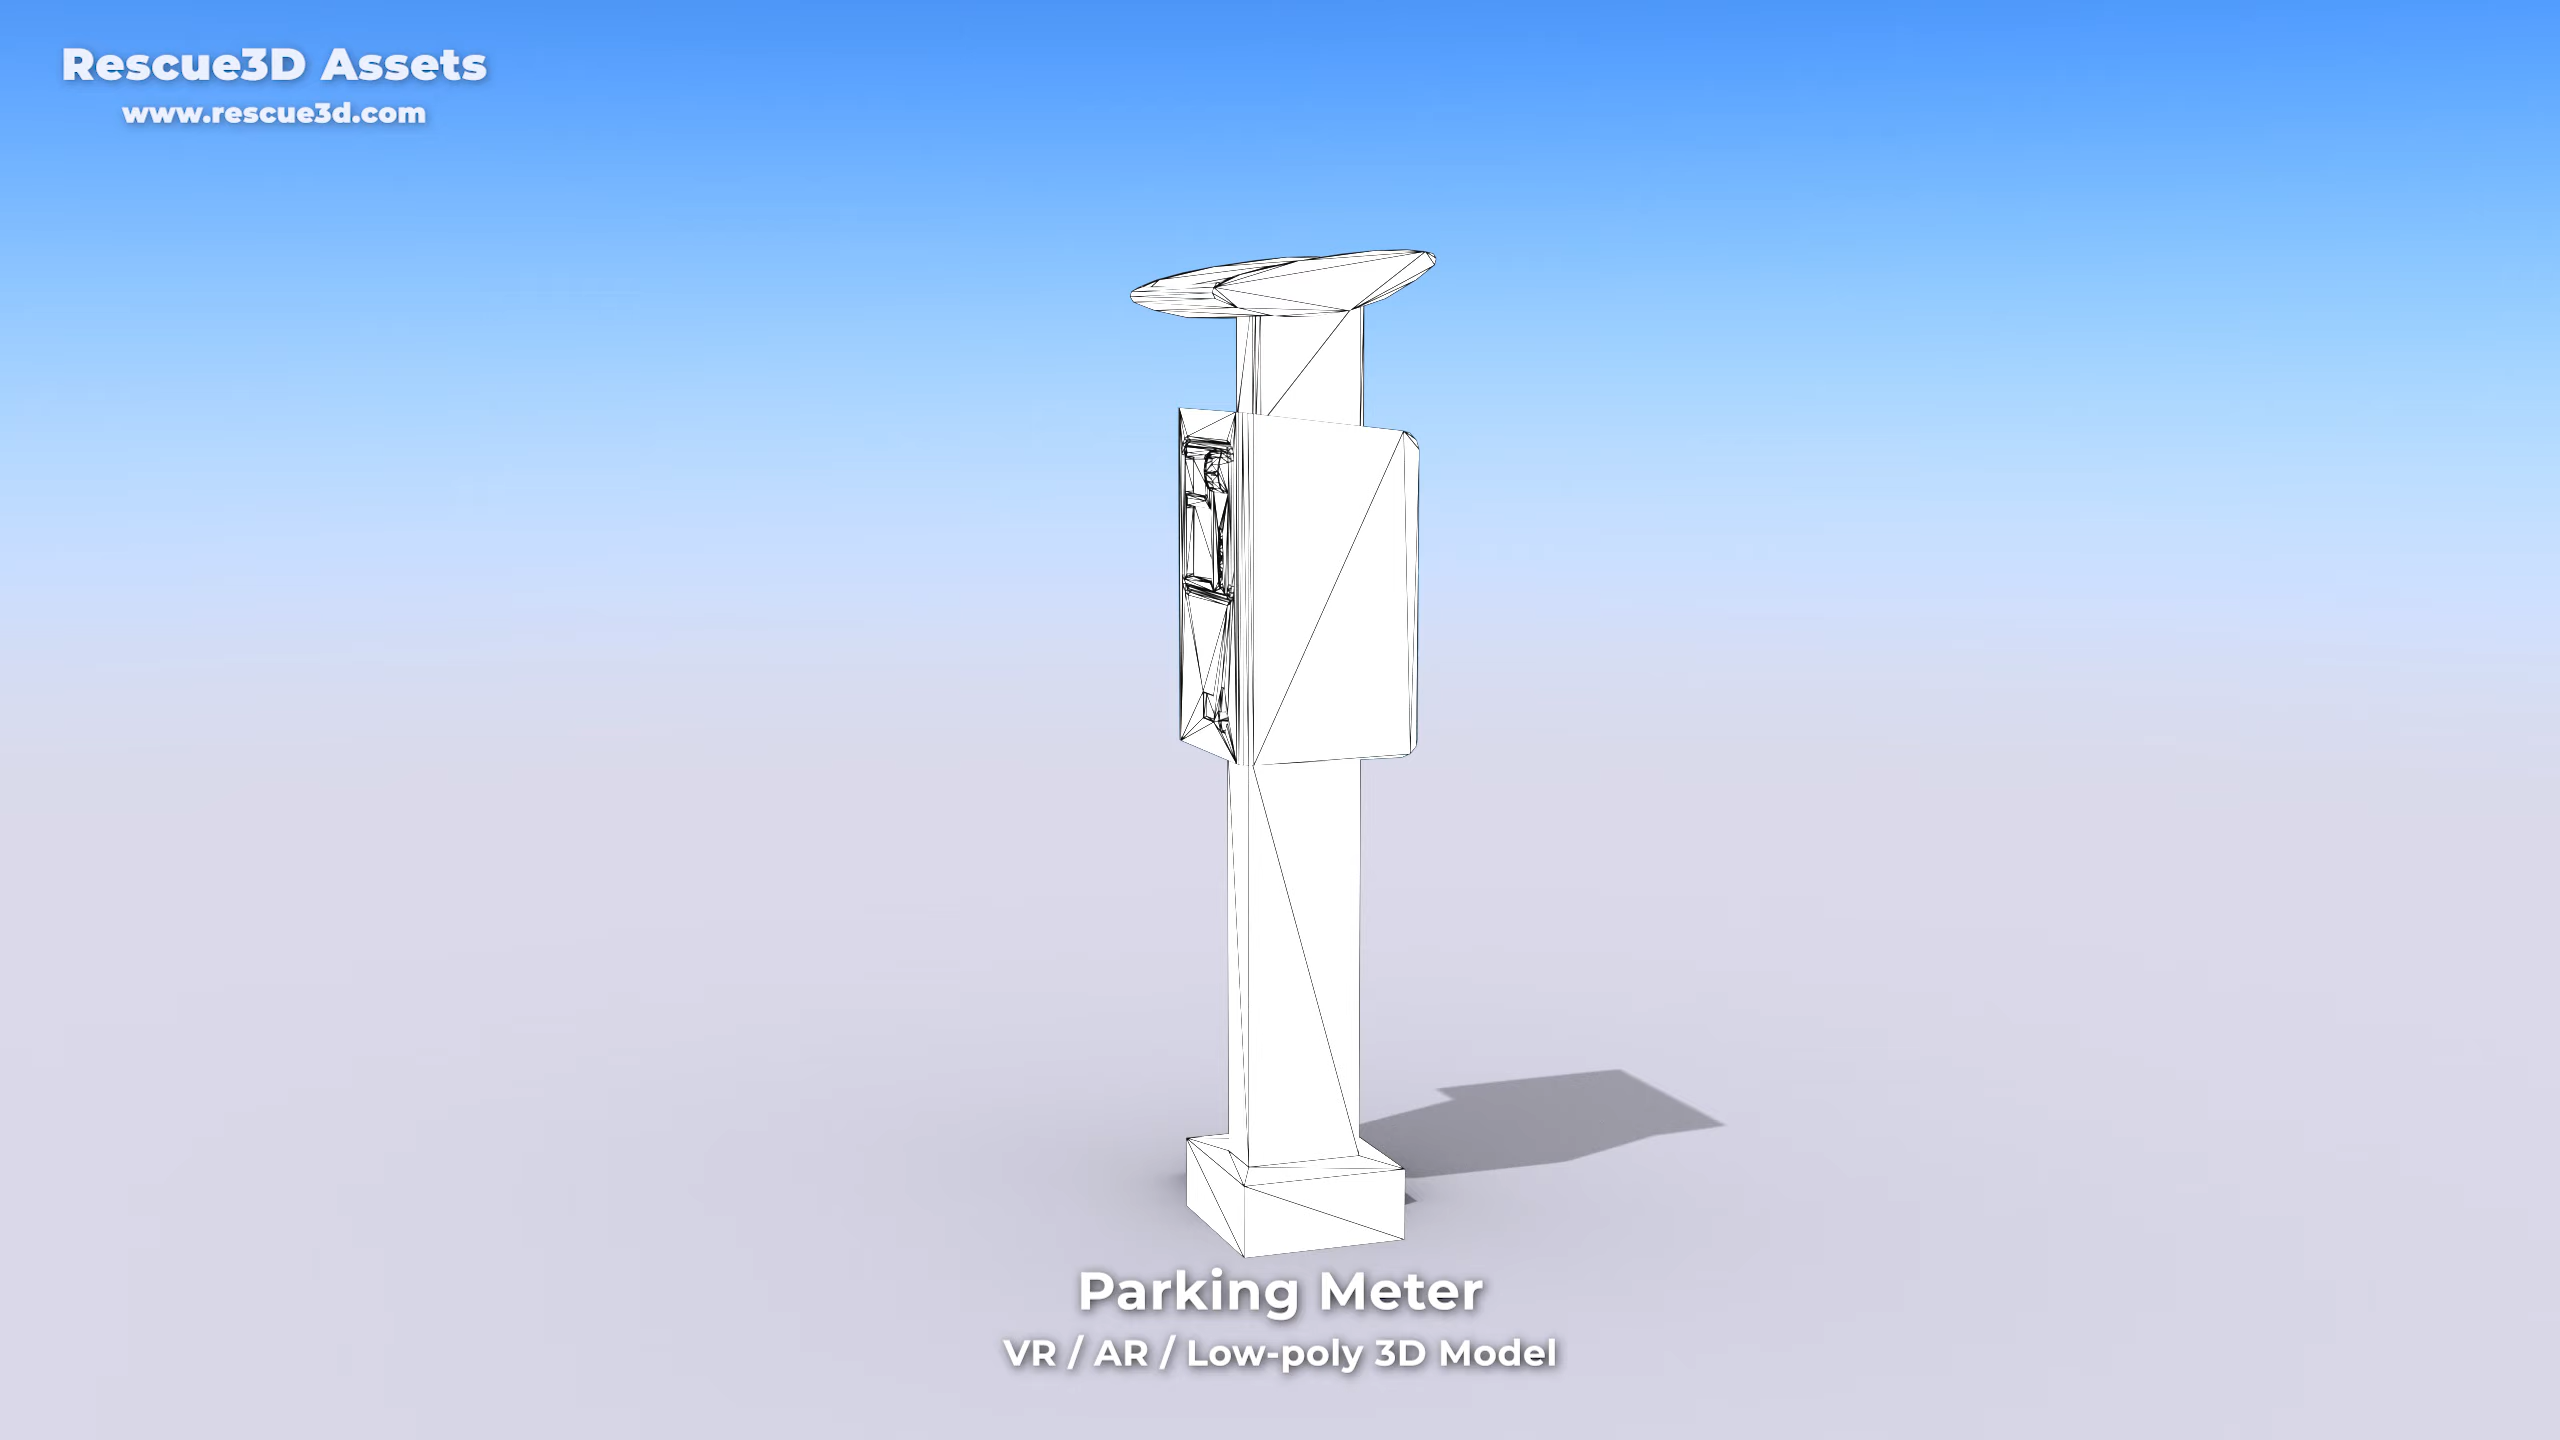 Rescue3D Assets
www.rescue3d.com
Parking Meter
VR / AR / Low-poly 3D Model